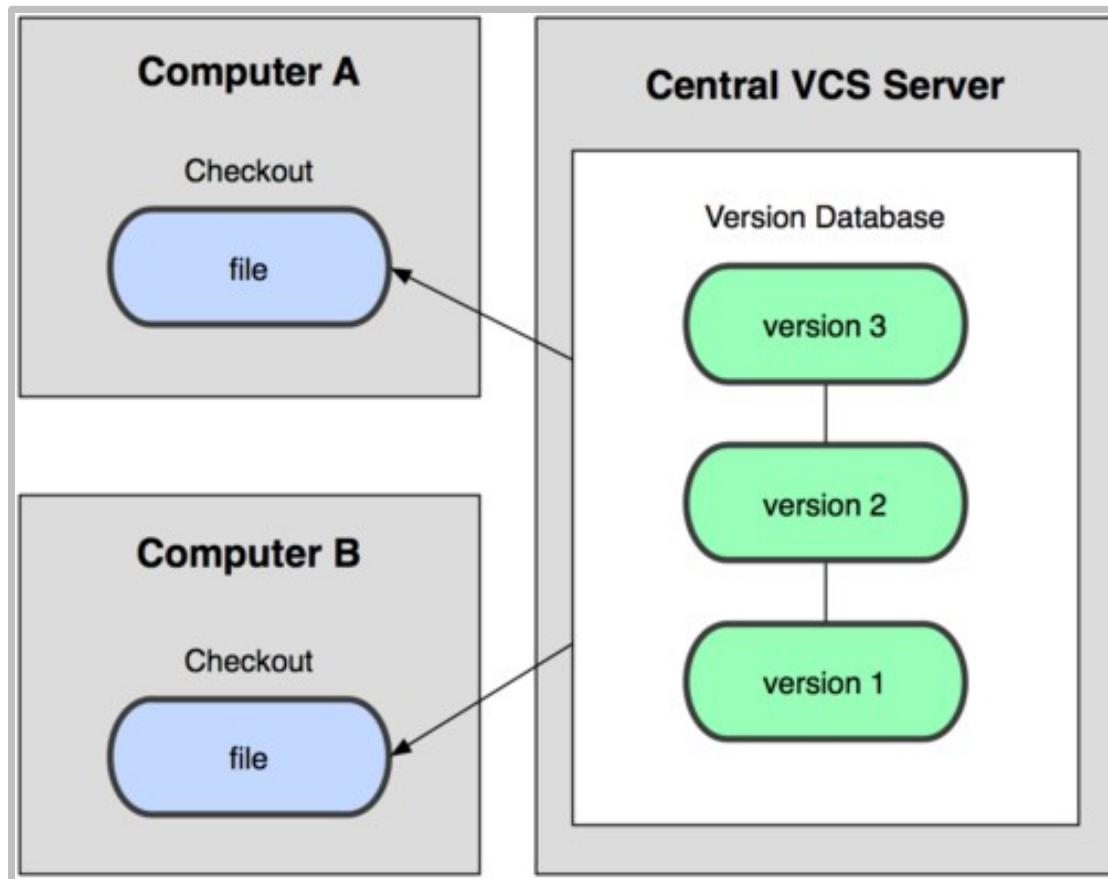 Computer A
Checkout
file
Computer B
Checkout
file
Central VCS Server
Version Database
version 3
version 2
version 1